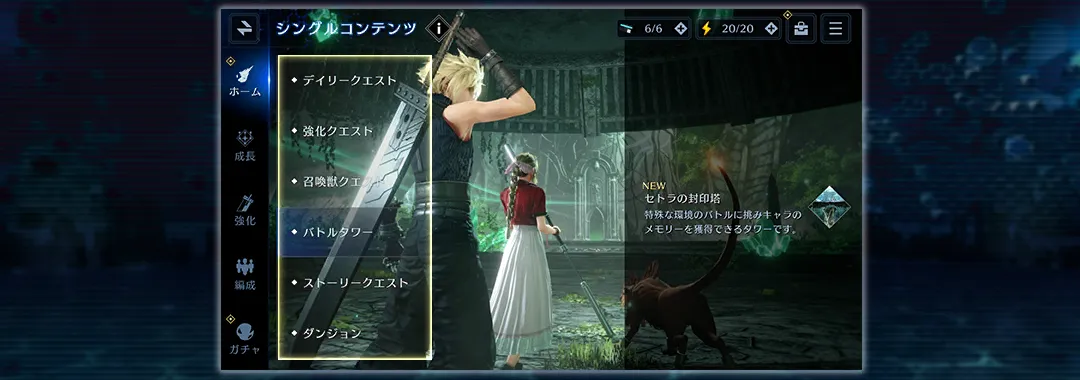 シングルコンテンツ
6/6
20/20
ホーム
成長
強化
編成
ガチャ
デイリークエスト
強化クエスト
召喚獣クエスト
バトルタワー
ストーリークエスト
ダンジョン
NEW
セトラの封印塔
特殊な環境のバトルに挑みキャラの
メモリーを獲得できるタワーです。